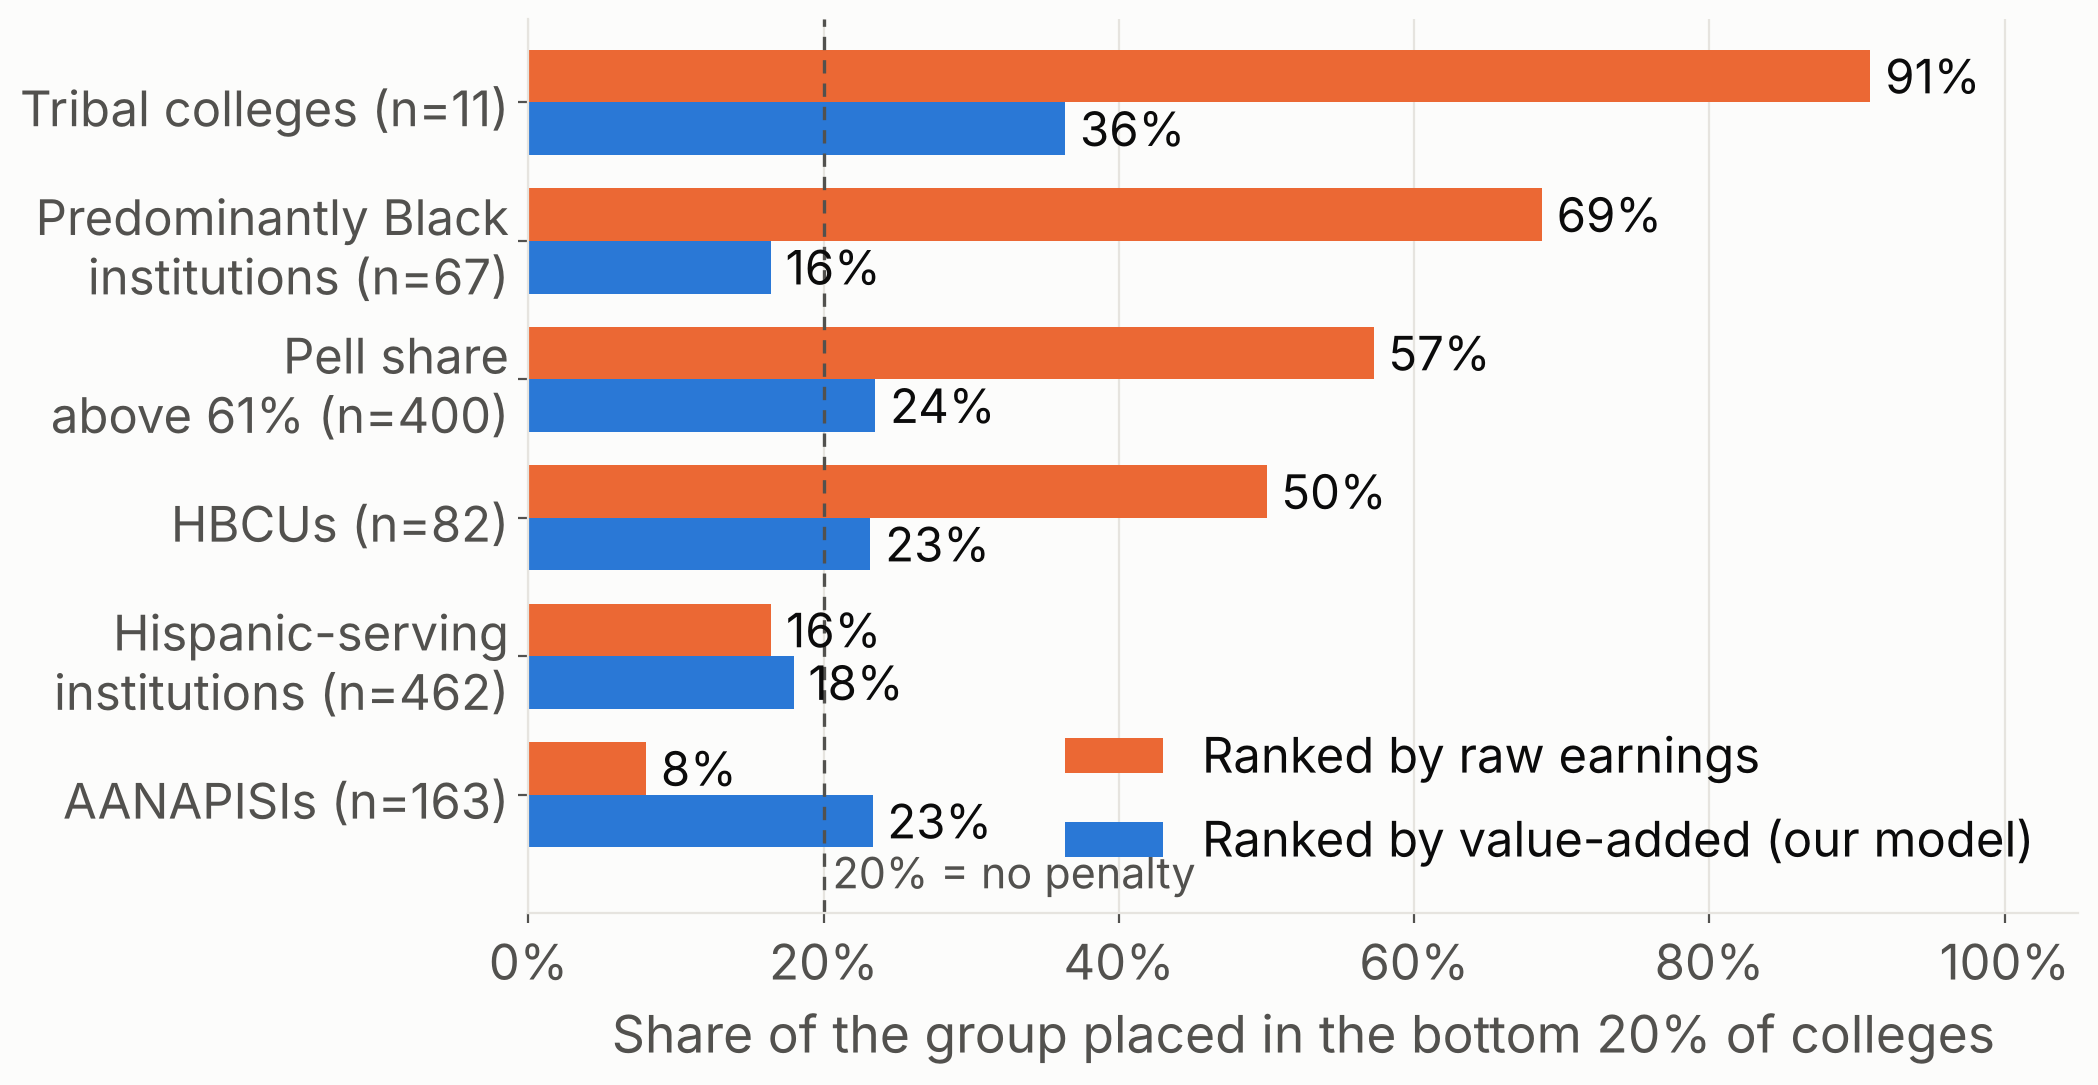 Tribal colleges (n=11)
91%
36%
Predominantly Black
institutions (n=67)
69%
16%
Pell share
above 61% (n=400)
57%
24%
HBCUs (n=82)
50%
23%
Hispanic-serving
institutions (n=462)
16%
18%
AANAPISIs (n=163)
8%
23%
Ranked by raw earnings
Ranked by value-added (our model)
20% = no penalty
0% 20% 40% 60% 80% 100%
Share of the group placed in the bottom 20% of colleges